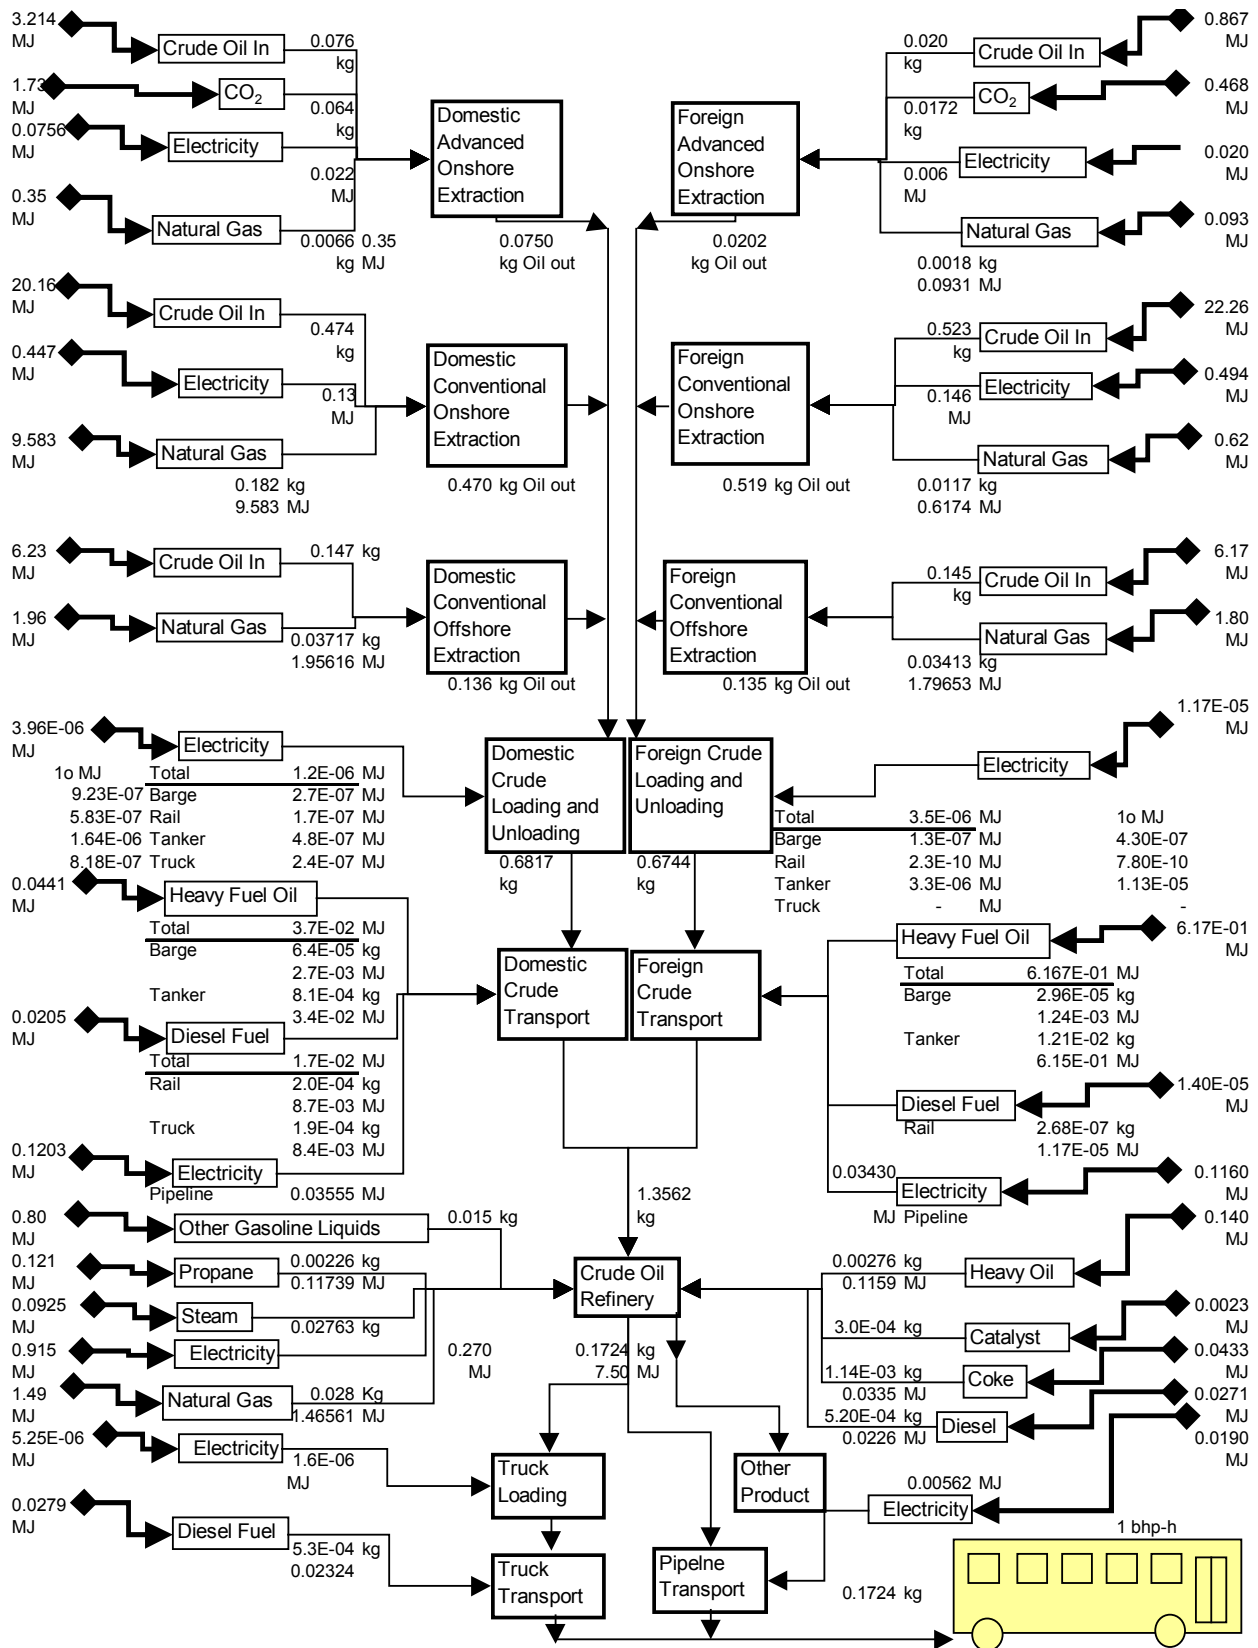 3.214
MJ
Crude Oil In
0.076
kg
1.73
MJ
CO2
0.064
kg
0.0756
MJ
Electricity
0.022
MJ
0.35
MJ
Natural Gas
0.0066 0.35
kg MJ
Domestic
Advanced
Onshore
Extraction
0.0750
kg Oil out
Foreign
Advanced
Onshore
Extraction
0.0202
kg Oil out
0.020
kg
Crude Oil In
0.867
MJ
0.0172
kg
CO2
0.468
MJ
0.006
MJ
Electricity
0.020
MJ
Natural Gas
0.093
MJ
0.0018 kg
0.0931 MJ
20.16
MJ
Crude Oil In
0.474
kg
0.447
MJ
Electricity
0.13
MJ
9.583
MJ
Natural Gas
0.182 kg
9.583 MJ
Domestic
Conventional
Onshore
Extraction
0.470 kg Oil out
Foreign
Conventional
Onshore
Extraction
0.519 kg Oil out
0.523
kg
Crude Oil In
22.26
MJ
0.146
MJ
Electricity
0.494
MJ
Natural Gas
0.62
MJ
0.0117 kg
0.6174 MJ
6.23
MJ
Crude Oil In
0.147 kg
1.96
MJ
Natural Gas
0.03717 kg
1.95616 MJ
Domestic
Conventional
Offshore
Extraction
0.136 kg Oil out
Foreign
Conventional
Offshore
Extraction
0.135 kg Oil out
0.145
kg
Crude Oil In
6.17
MJ
Natural Gas
1.80
MJ
0.03413 kg
1.79653 MJ
3.96E-06
MJ
Electricity
1o MJ Total 1.2E-06 MJ
9.23E-07 Barge 2.7E-07 MJ
5.83E-07 Rail 1.7E-07 MJ
1.64E-06 Tanker 4.8E-07 MJ
8.18E-07 Truck 2.4E-07 MJ
Domestic
Crude
Loading and
Unloading
0.6817
kg
Foreign Crude
Loading and
Unloading
0.6744
kg
Electricity
1.17E-05
MJ
Total 3.5E-06 MJ 1o MJ
Barge 1.3E-07 MJ 4.30E-07
Rail 2.3E-10 MJ 7.80E-10
Tanker 3.3E-06 MJ 1.13E-05
Truck - MJ -
0.0441
MJ
Heavy Fuel Oil
Total 3.7E-02 MJ
Barge 6.4E-05 kg
2.7E-03 MJ
Tanker 8.1E-04 kg
3.4E-02 MJ
0.0205
MJ
Diesel Fuel
Total 1.7E-02 MJ
Rail 2.0E-04 kg
8.7E-03 MJ
Truck 1.9E-04 kg
8.4E-03 MJ
0.1203
MJ
Electricity
Pipeline 0.03555 MJ
Domestic
Crude
Transport
Foreign
Crude
Transport
Heavy Fuel Oil
6.17E-01
MJ
Total 6.167E-01 MJ
Barge 2.96E-05 kg
1.24E-03 MJ
Tanker 1.21E-02 kg
6.15E-01 MJ
Diesel Fuel
1.40E-05
MJ
Rail 2.68E-07 kg
1.17E-05 MJ
0.03430
MJ Pipeline
Electricity
0.1160
MJ
1.3562
kg
0.80
MJ
Other Gasoline Liquids
0.015 kg
0.121
MJ
Propane
0.00226 kg
0.11739 MJ
0.0925
MJ
Steam
0.02763 kg
0.915
MJ
Electricity
0.270
MJ
1.49
MJ
Natural Gas
0.028 Kg
1.46561 MJ
Crude Oil
Refinery
0.1724 kg
7.50 MJ
0.00276 kg
0.1159 MJ
Heavy Oil
0.140
MJ
3.0E-04 kg
Catalyst
0.0023
MJ
1.14E-03 kg
0.0335 MJ
Coke
0.0433
MJ
5.20E-04 kg
0.0226 MJ
Diesel
0.0271
MJ
0.0190
MJ
5.25E-06
MJ
Electricity
1.6E-06
MJ
Truck
Loading
Other
Product
0.00562 MJ
Electricity
0.0279
MJ
Diesel Fuel
5.3E-04 kg
0.02324
Truck
Transport
Pipelne
Transport
0.1724 kg
1 bhp-h